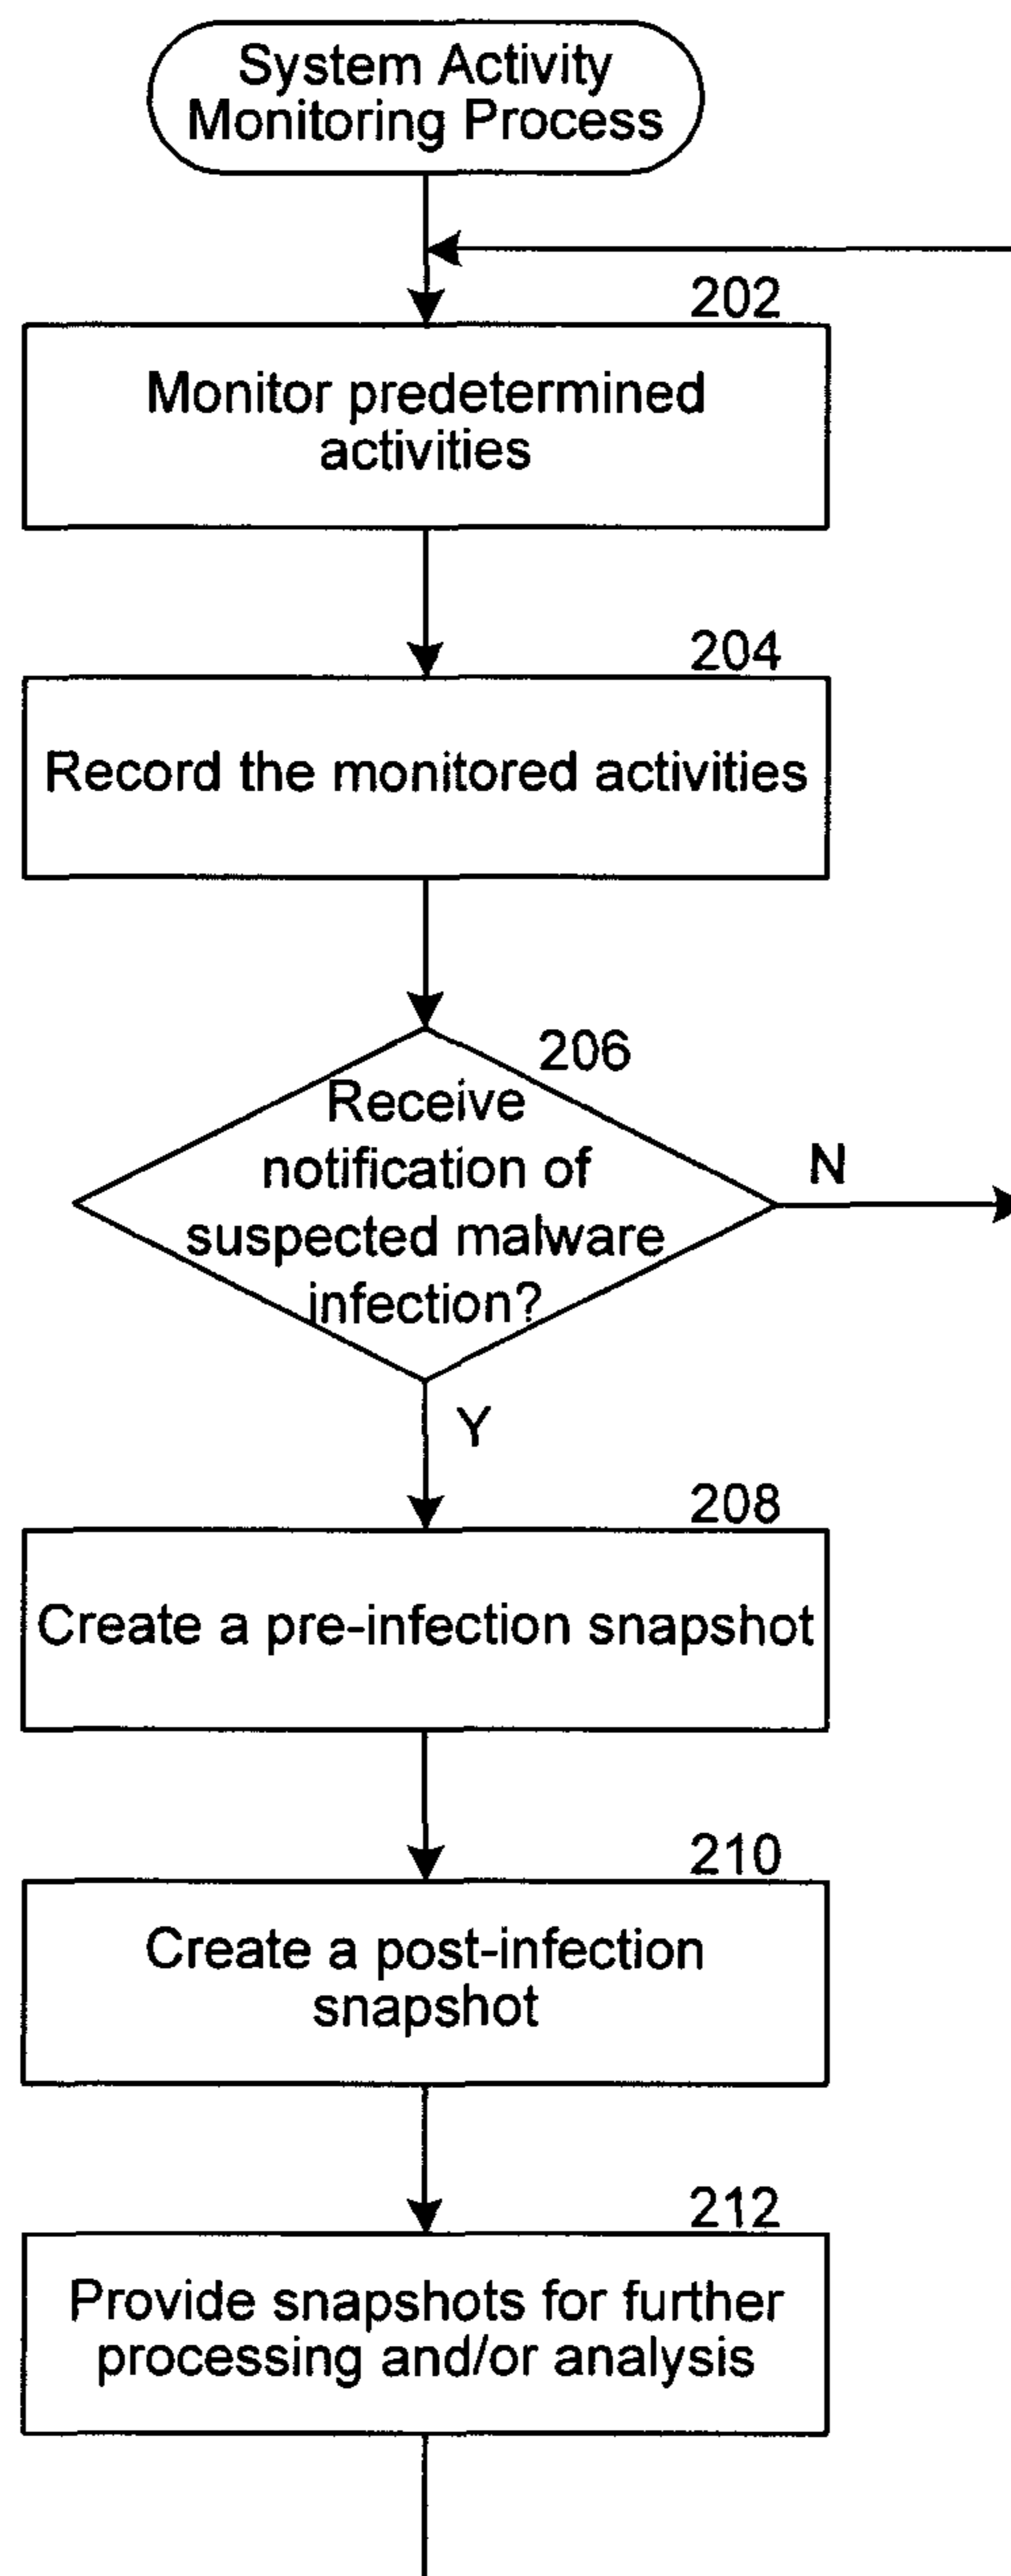 System Activity
Monitoring Process
202
Monitor predetermined
activities
204
Record the monitored activities
206
Receive
notification of
suspected malware
infection?
N
Y
208
Create a pre-infection snapshot
210
Create a post-infection
snapshot
212
Provide snapshots for further
processing and/or analysis